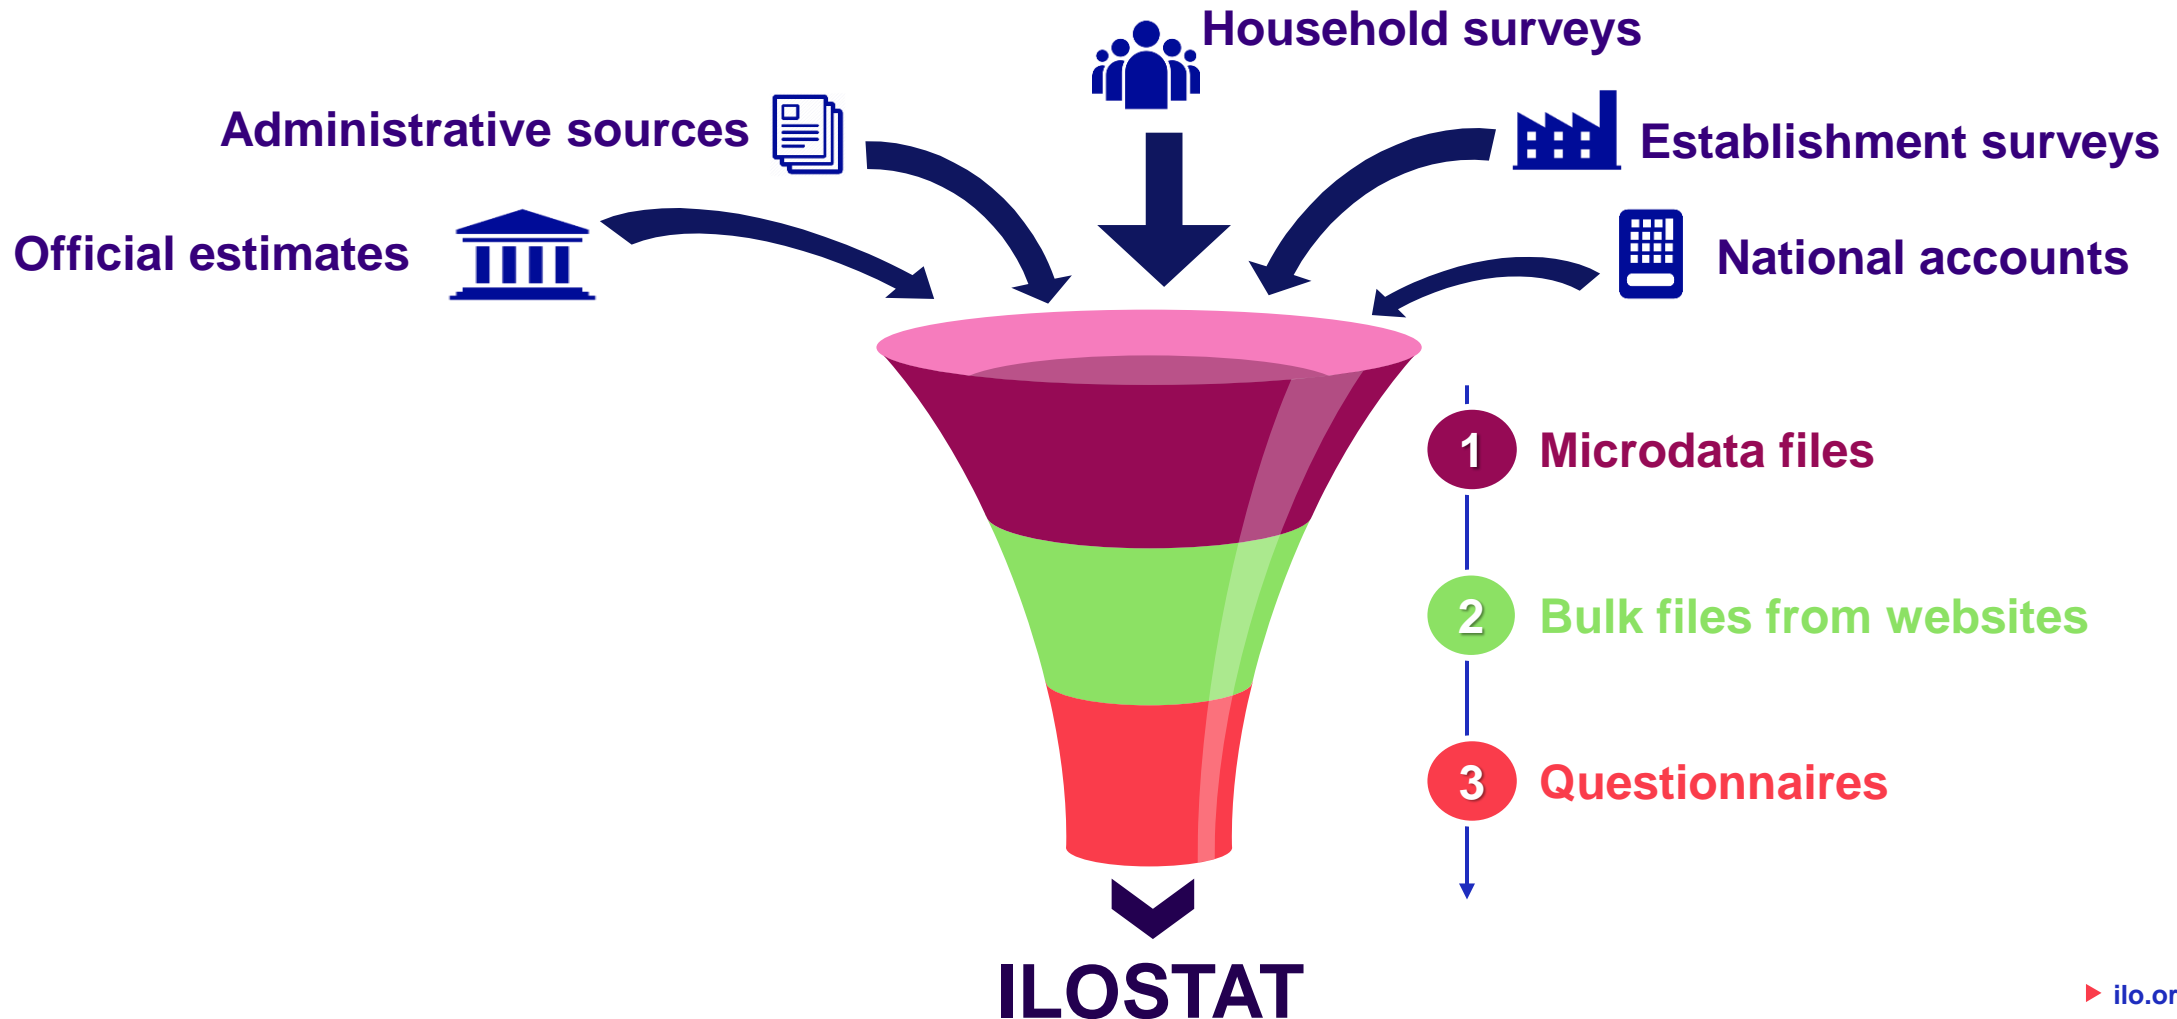 Household surveys
Administrative sources
Establishment surveys
Official estimates
National accounts
1 Microdata files
2 Bulk files from websites
3 Questionnaires
ILOSTAT
ilo.or